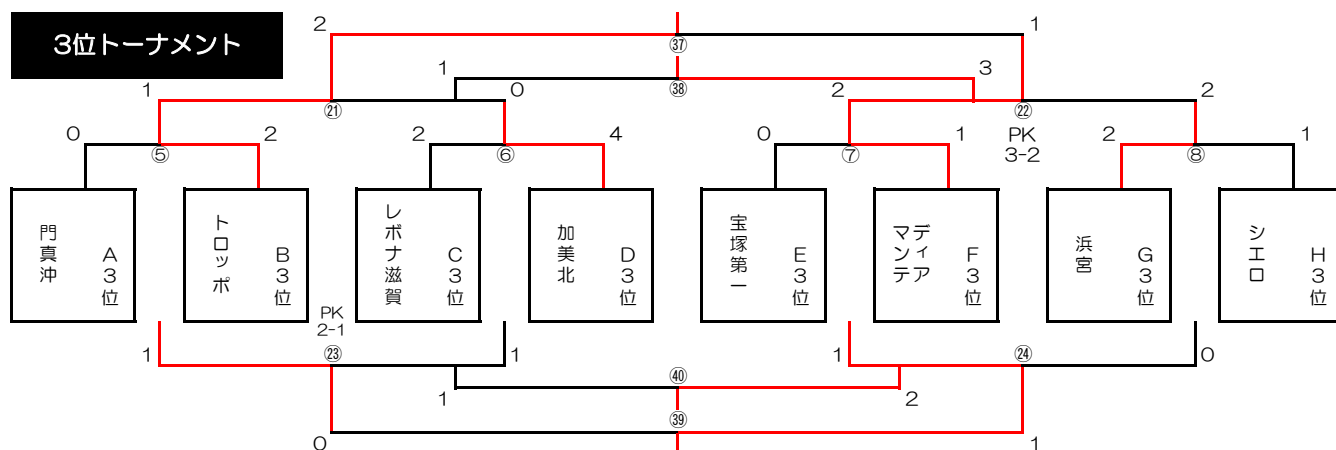 3位トーナメント
2
㊲
1
1
㊳
3
1
㉑
0
2
㉒
2
0
⑤
2
2
⑥
4
0
⑦
1
PK
3-2
2
⑧
1
門真沖
A3位
トロッポ
B3位
レボナ滋賀
C3位
加美北
D3位
宝塚第一
E3位
ディア
マンテ
F3位
浜宮
G3位
シエロ
H3位
PK
2-1
1
㉓
1
1
㉔
0
1
㊵
2
0
㊴
1